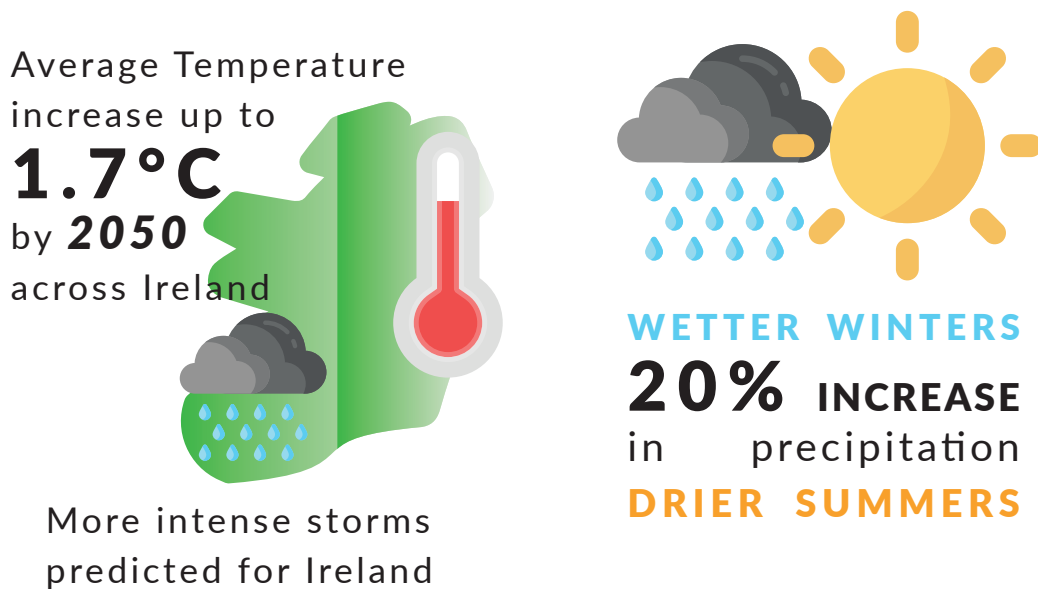 Average Temperature
increase up to
1.7°C
by 2050
across Ireland
More intense storms
predicted for Ireland
WETTER WINTERS
20% INCREASE
in precipitation
DRIER SUMMERS